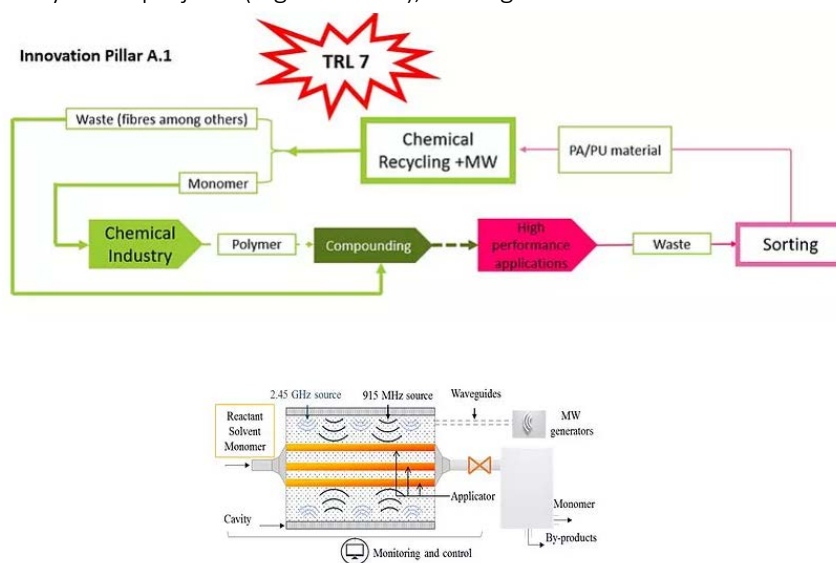 Innovation Pillar A.1
TRL 7
Waste (fibres among others)
Chemical
Recycling +MW
PA/PU material
Monomer
Chemical
Industry
Polymer
Compounding
High
performance
applications
Waste
Sorting
2.45 GHz source
915 MHz source
Waveguides
Reactant
Solvent
Monomer
MW
generators
Applicator
Cavity
Monomer
By-products
Monitoring and control